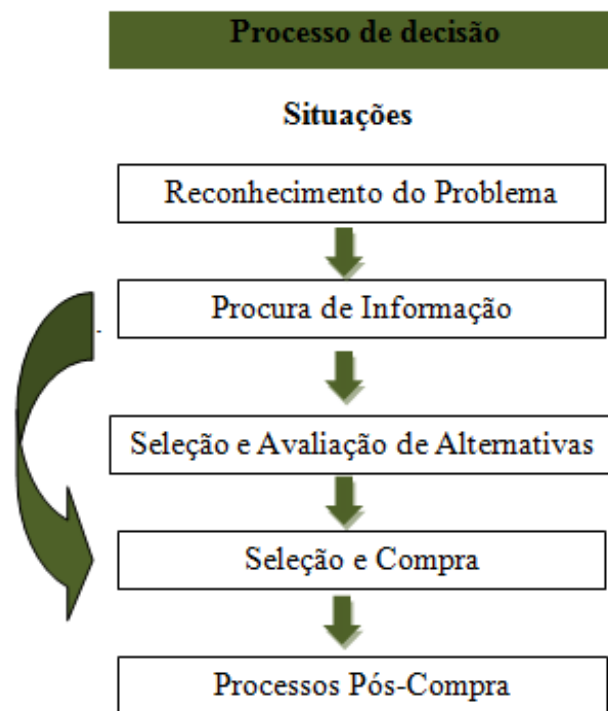 Processo de decisão
Situações
Reconhecimento do Problema
Procura de Informação
Seleção e Avaliação de Alternativas
Seleção e Compra
Processos Pós-Compra